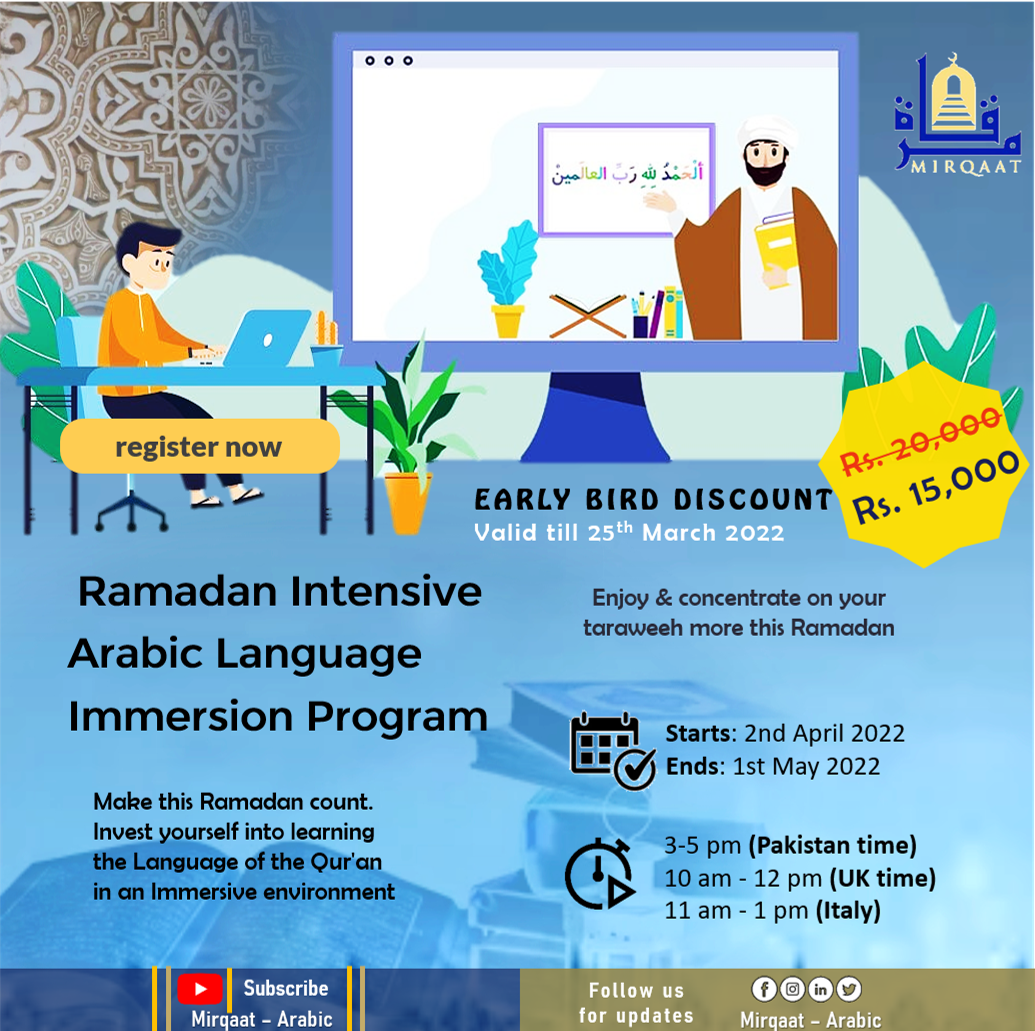 مرقاة
MIRQAAT
ألْحَمْدُ لِلهِ رَبِّ العالَمينْ
register now
Rs. 20,000
Rs. 15,000
EARLY BIRD DISCOUNT
Valid till 25th March 2022
Ramadan Intensive
Arabic Language
Immersion Program
Enjoy & concentrate on your
taraweeh more this Ramadan
Starts: 2nd April 2022
Ends: 1st May 2022
Make this Ramadan count.
Invest yourself into learning
the Language of the Qur'an
in an Immersive environment
3-5 pm (Pakistan time)
10 am - 12 pm (UK time)
11 am - 1 pm (Italy)
Subscribe
Mirqaat – Arabic
Follow us
for updates
Mirqaat – Arabic